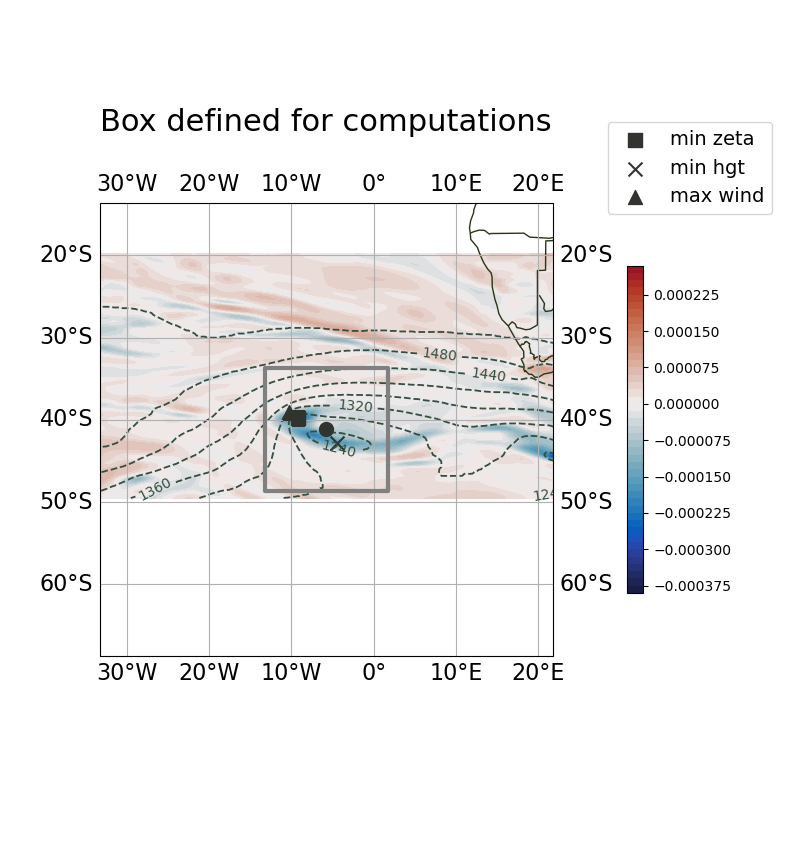 Box defined for computations
min zeta
min hgt
max wind
30°W 20°W 10°W 0° 10°E 20°E
20°S 20°S
30°S 30°S
40°S 40°S
50°S 50°S
60°S 60°S
30°W 20°W 10°W 0° 10°E 20°E
1480
1440
1320
1240
1360
124
0.000225
0.000150
0.000075
0.000000
−0.000075
−0.000150
−0.000225
−0.000300
−0.000375